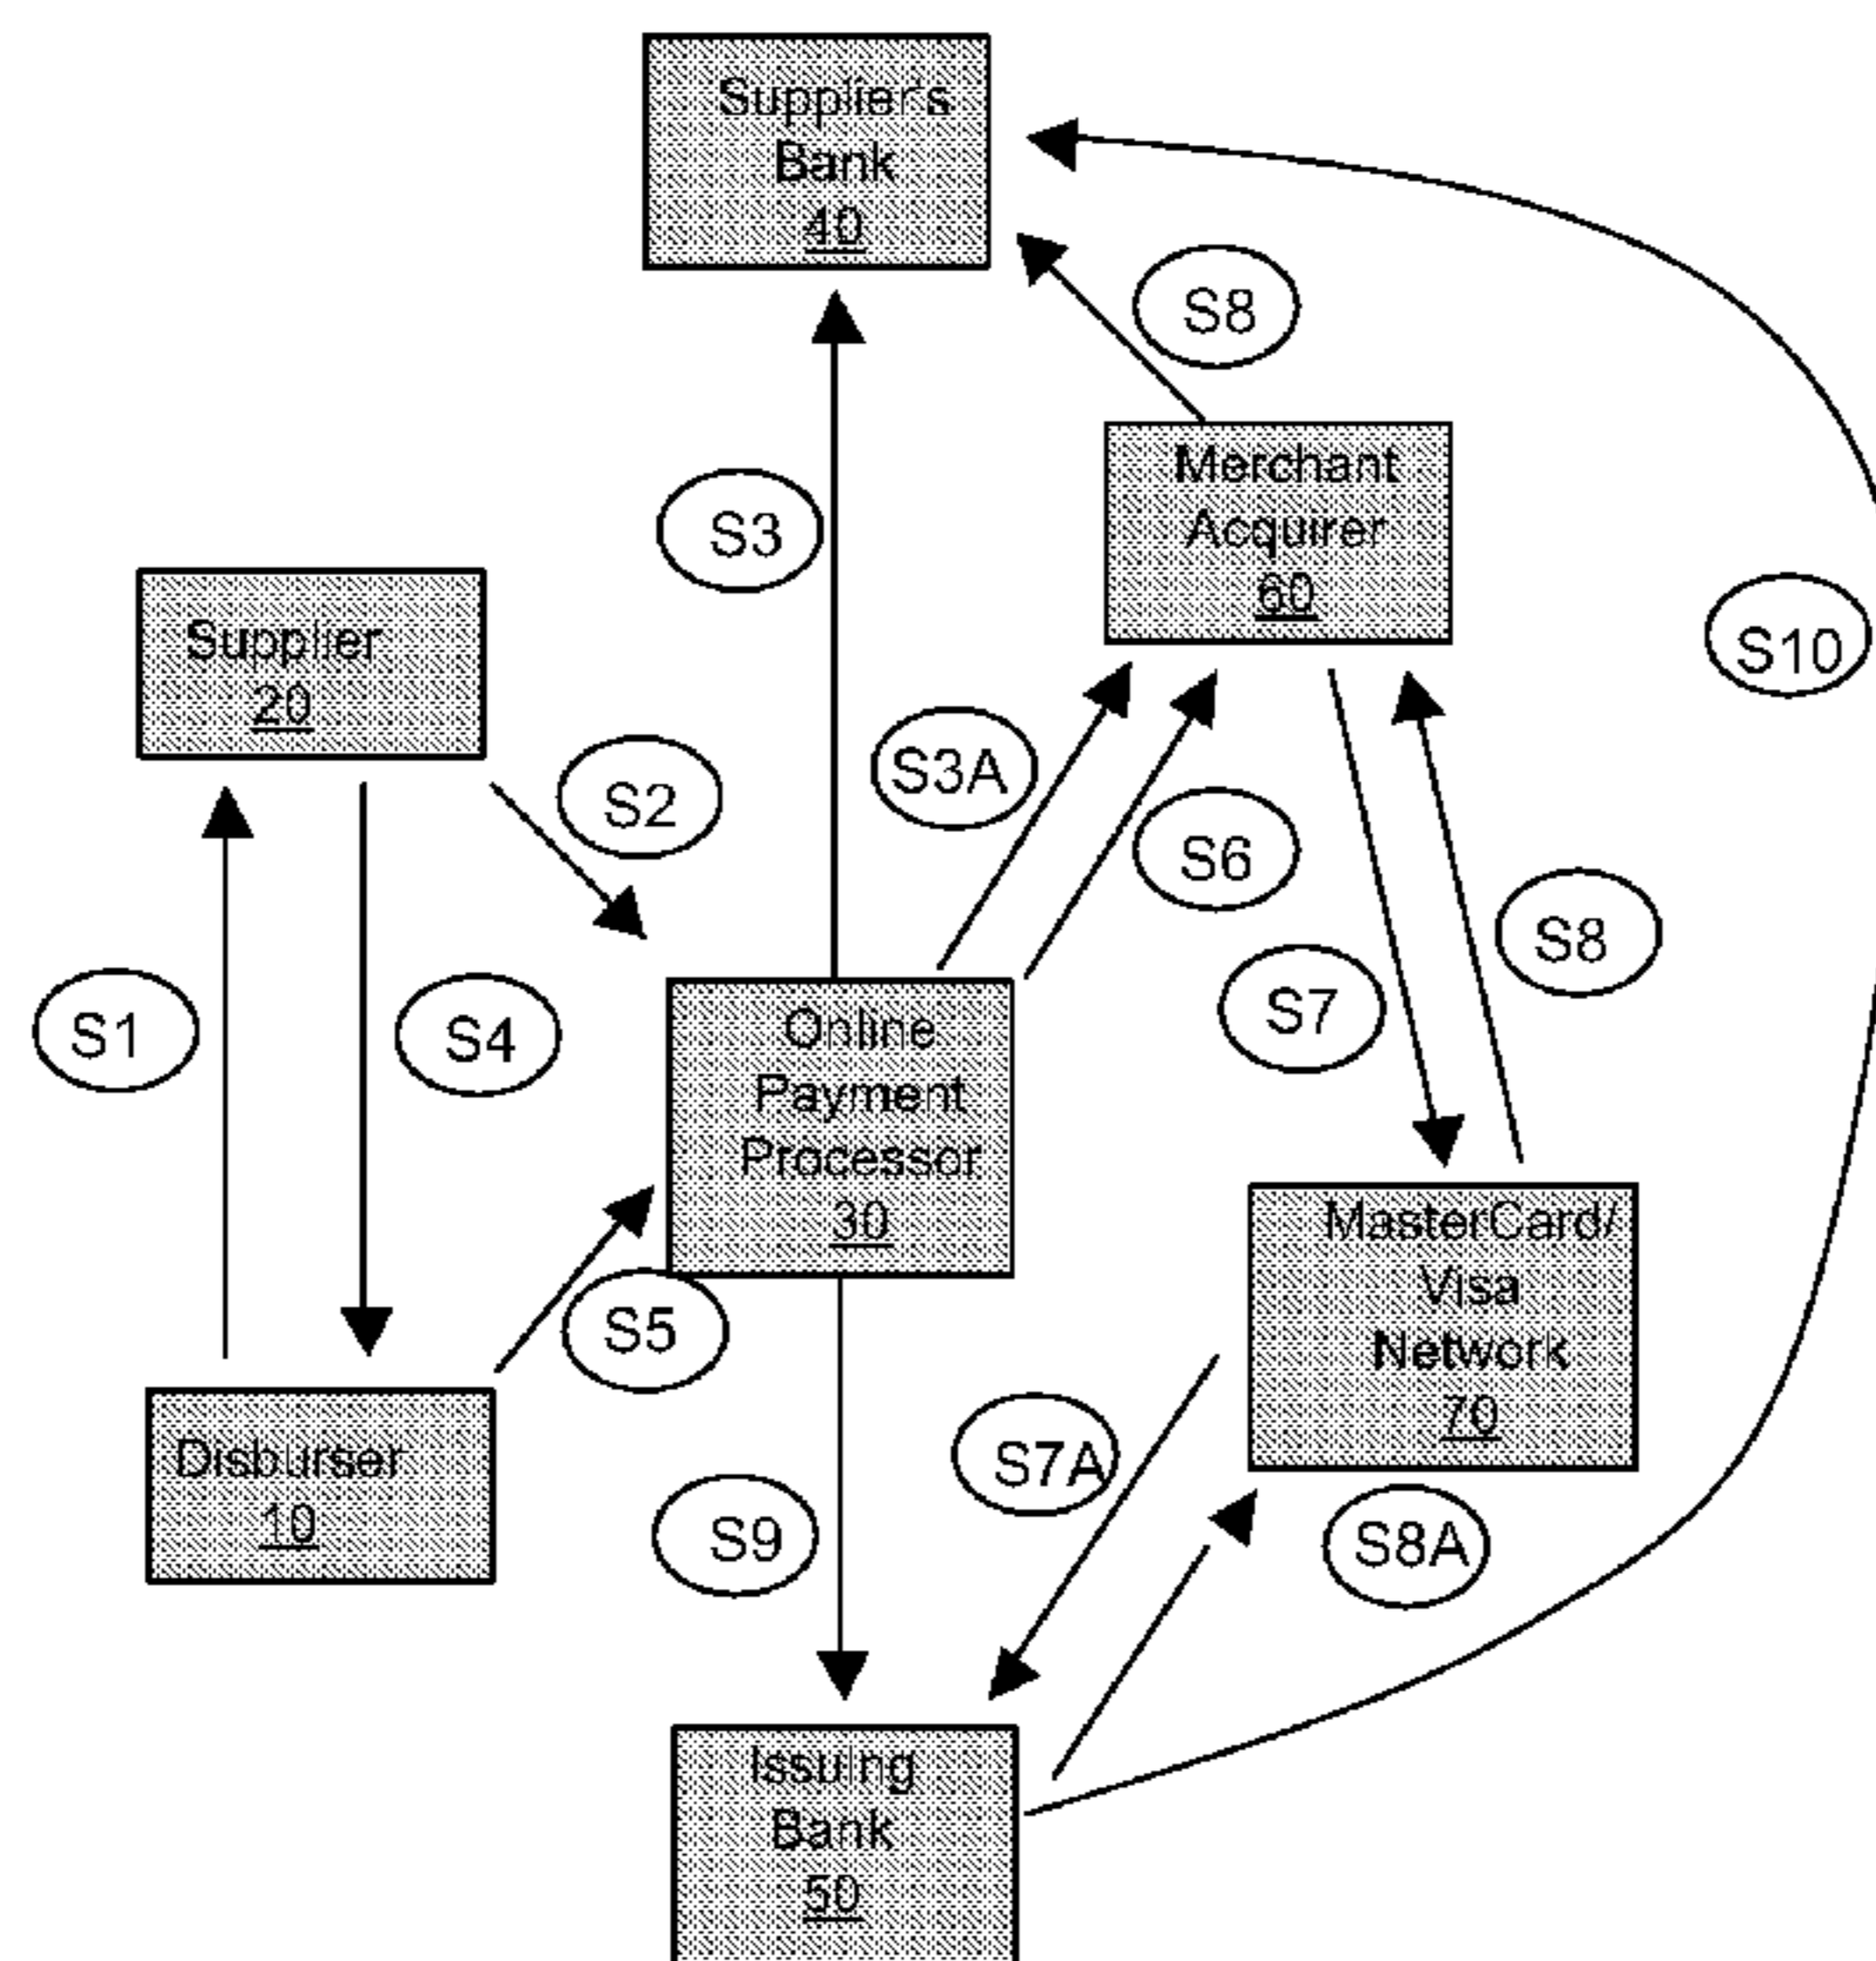 Supplier's
Bank
40
S8
Merchant
Acquirer
60
S3
Supplier
20
S10
S3A
S2
S6
S8
S7
S1
S4
Online
Payment
Processor
30
MasterCard/
Visa
Network
70
S5
Disburser
10
S7A
S9
S8A
Issuing
Bank
50